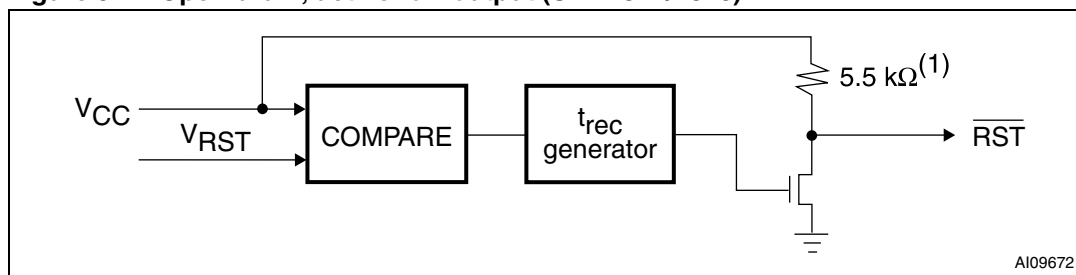 V_CC
V_RST
COMPARE
t_rec
generator
5.5 kΩ(1)
RST
AI09672